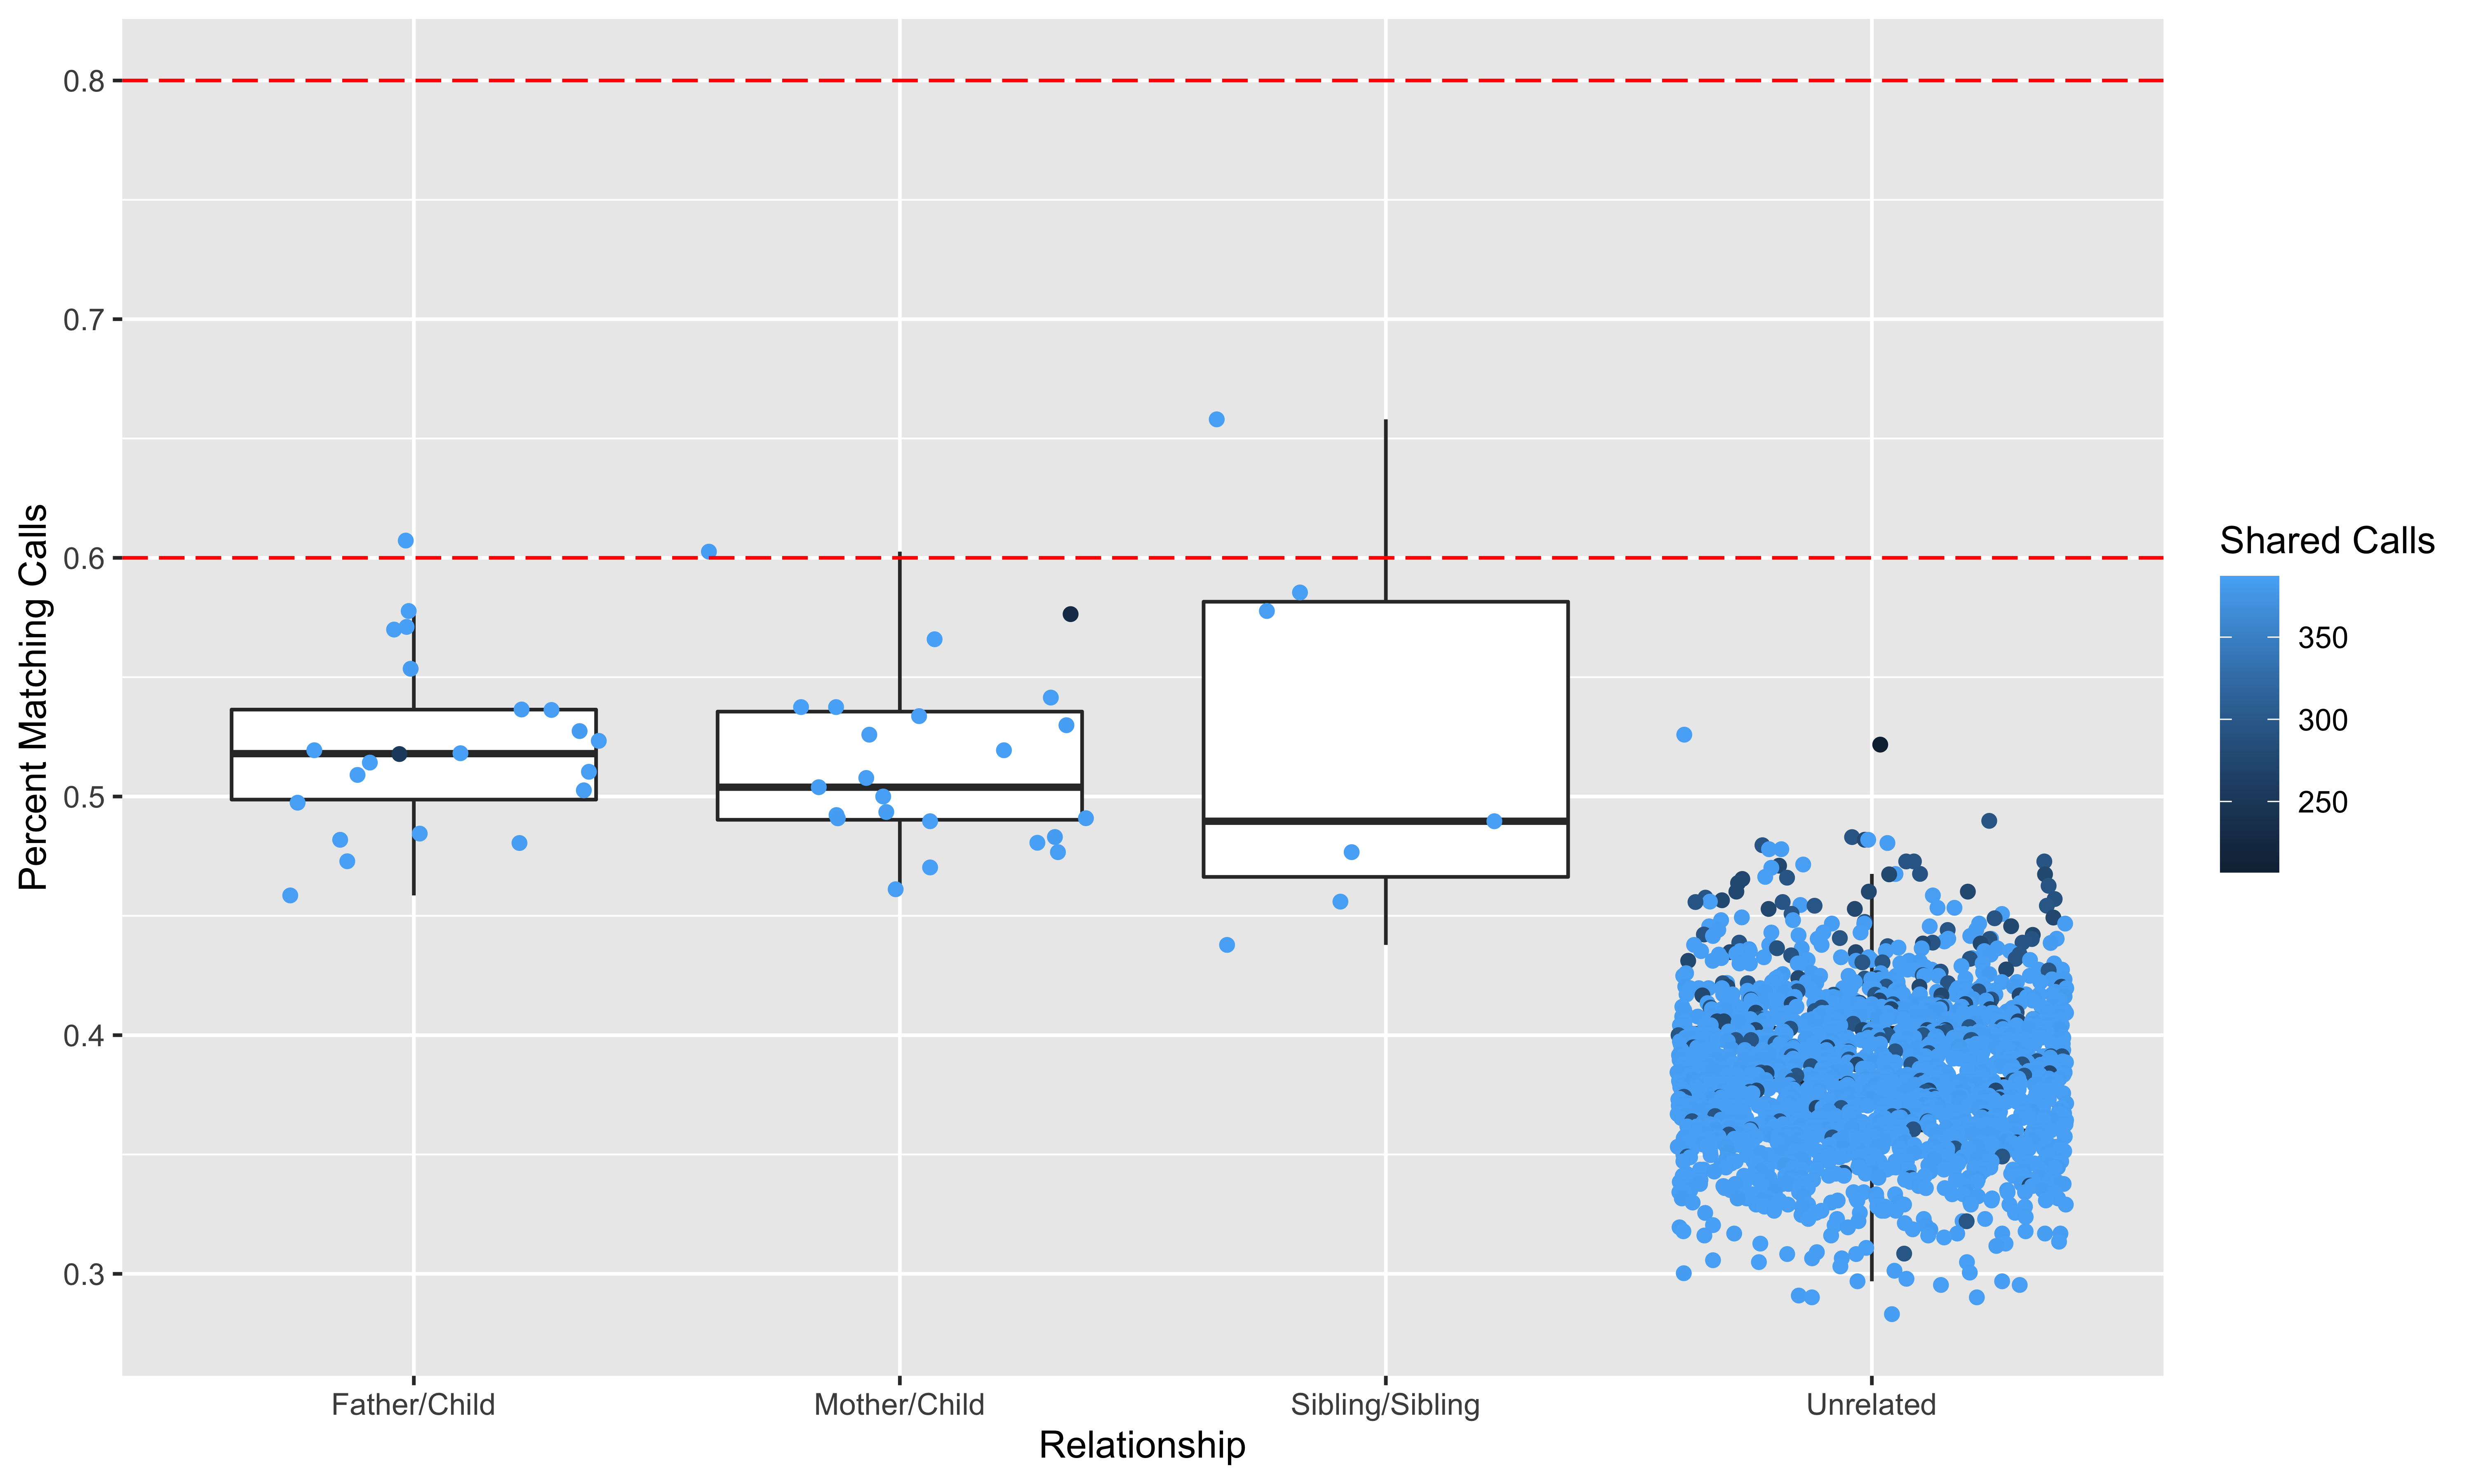 0.8
0.7
0.6
0.5
0.4
0.3
Percent Matching Calls
Father/Child
Mother/Child
Sibling/Sibling
Unrelated
Relationship
Shared Calls
350
300
250